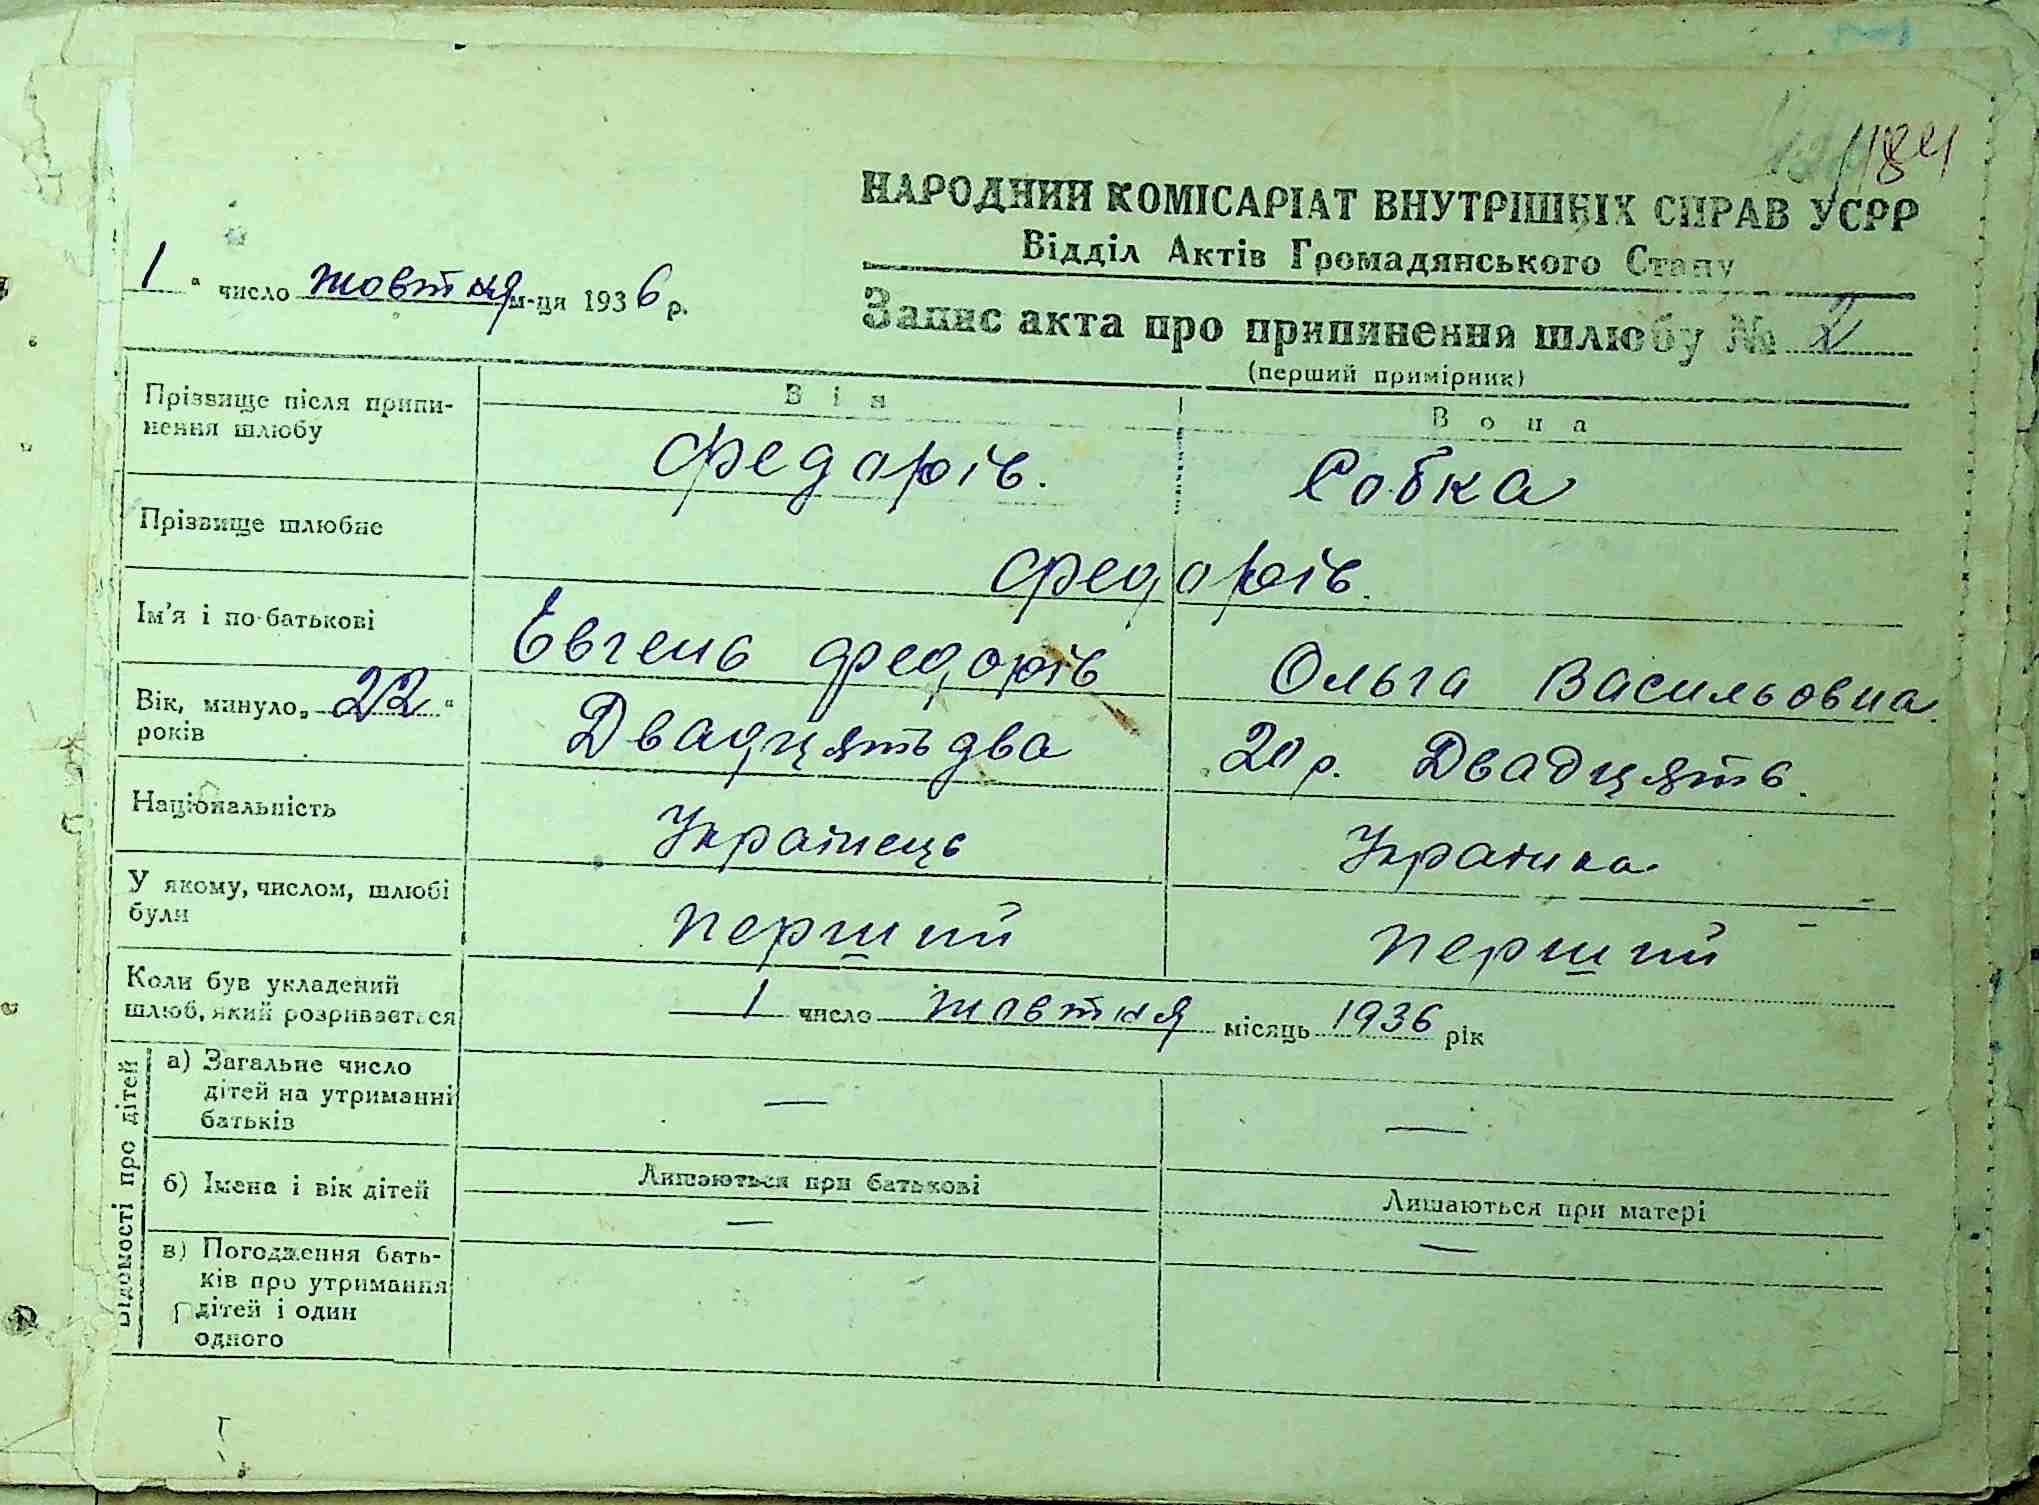 184
НАРОДНИЙ КОМІСАРІАТ ВНУТРІШНІХ СПРАВ УСРР
Відділ Актів Громадянського Стану
1 " число жовтня м-ця 1936 р.
Запис акта про припинення шлюбу № 2
(перший примірник)
Прізвище після припинення шлюбу
Він
Вона
Федорів.
Собка
Прізвище шлюбне
Федорів.
Ім'я і по-батькові
Євгень Федорів
Ольга Васильовна.
Вік, минуло „22" років
Двадцять два
20 р. Двадцять.
Національність
Українець
Українка
У якому, числом, шлюбі були
перший
перший
Коли був укладений шлюб, який розривається
1 число жовтня місяць 1936 рік
Відомості про дітей
а) Загальне число дітей на утриманні батьків
—
—
б) Імена і вік дітей
Лишаються при батькові
Лишаються при матері
—
—
в) Погодження батьків про утримання дітей і один одного